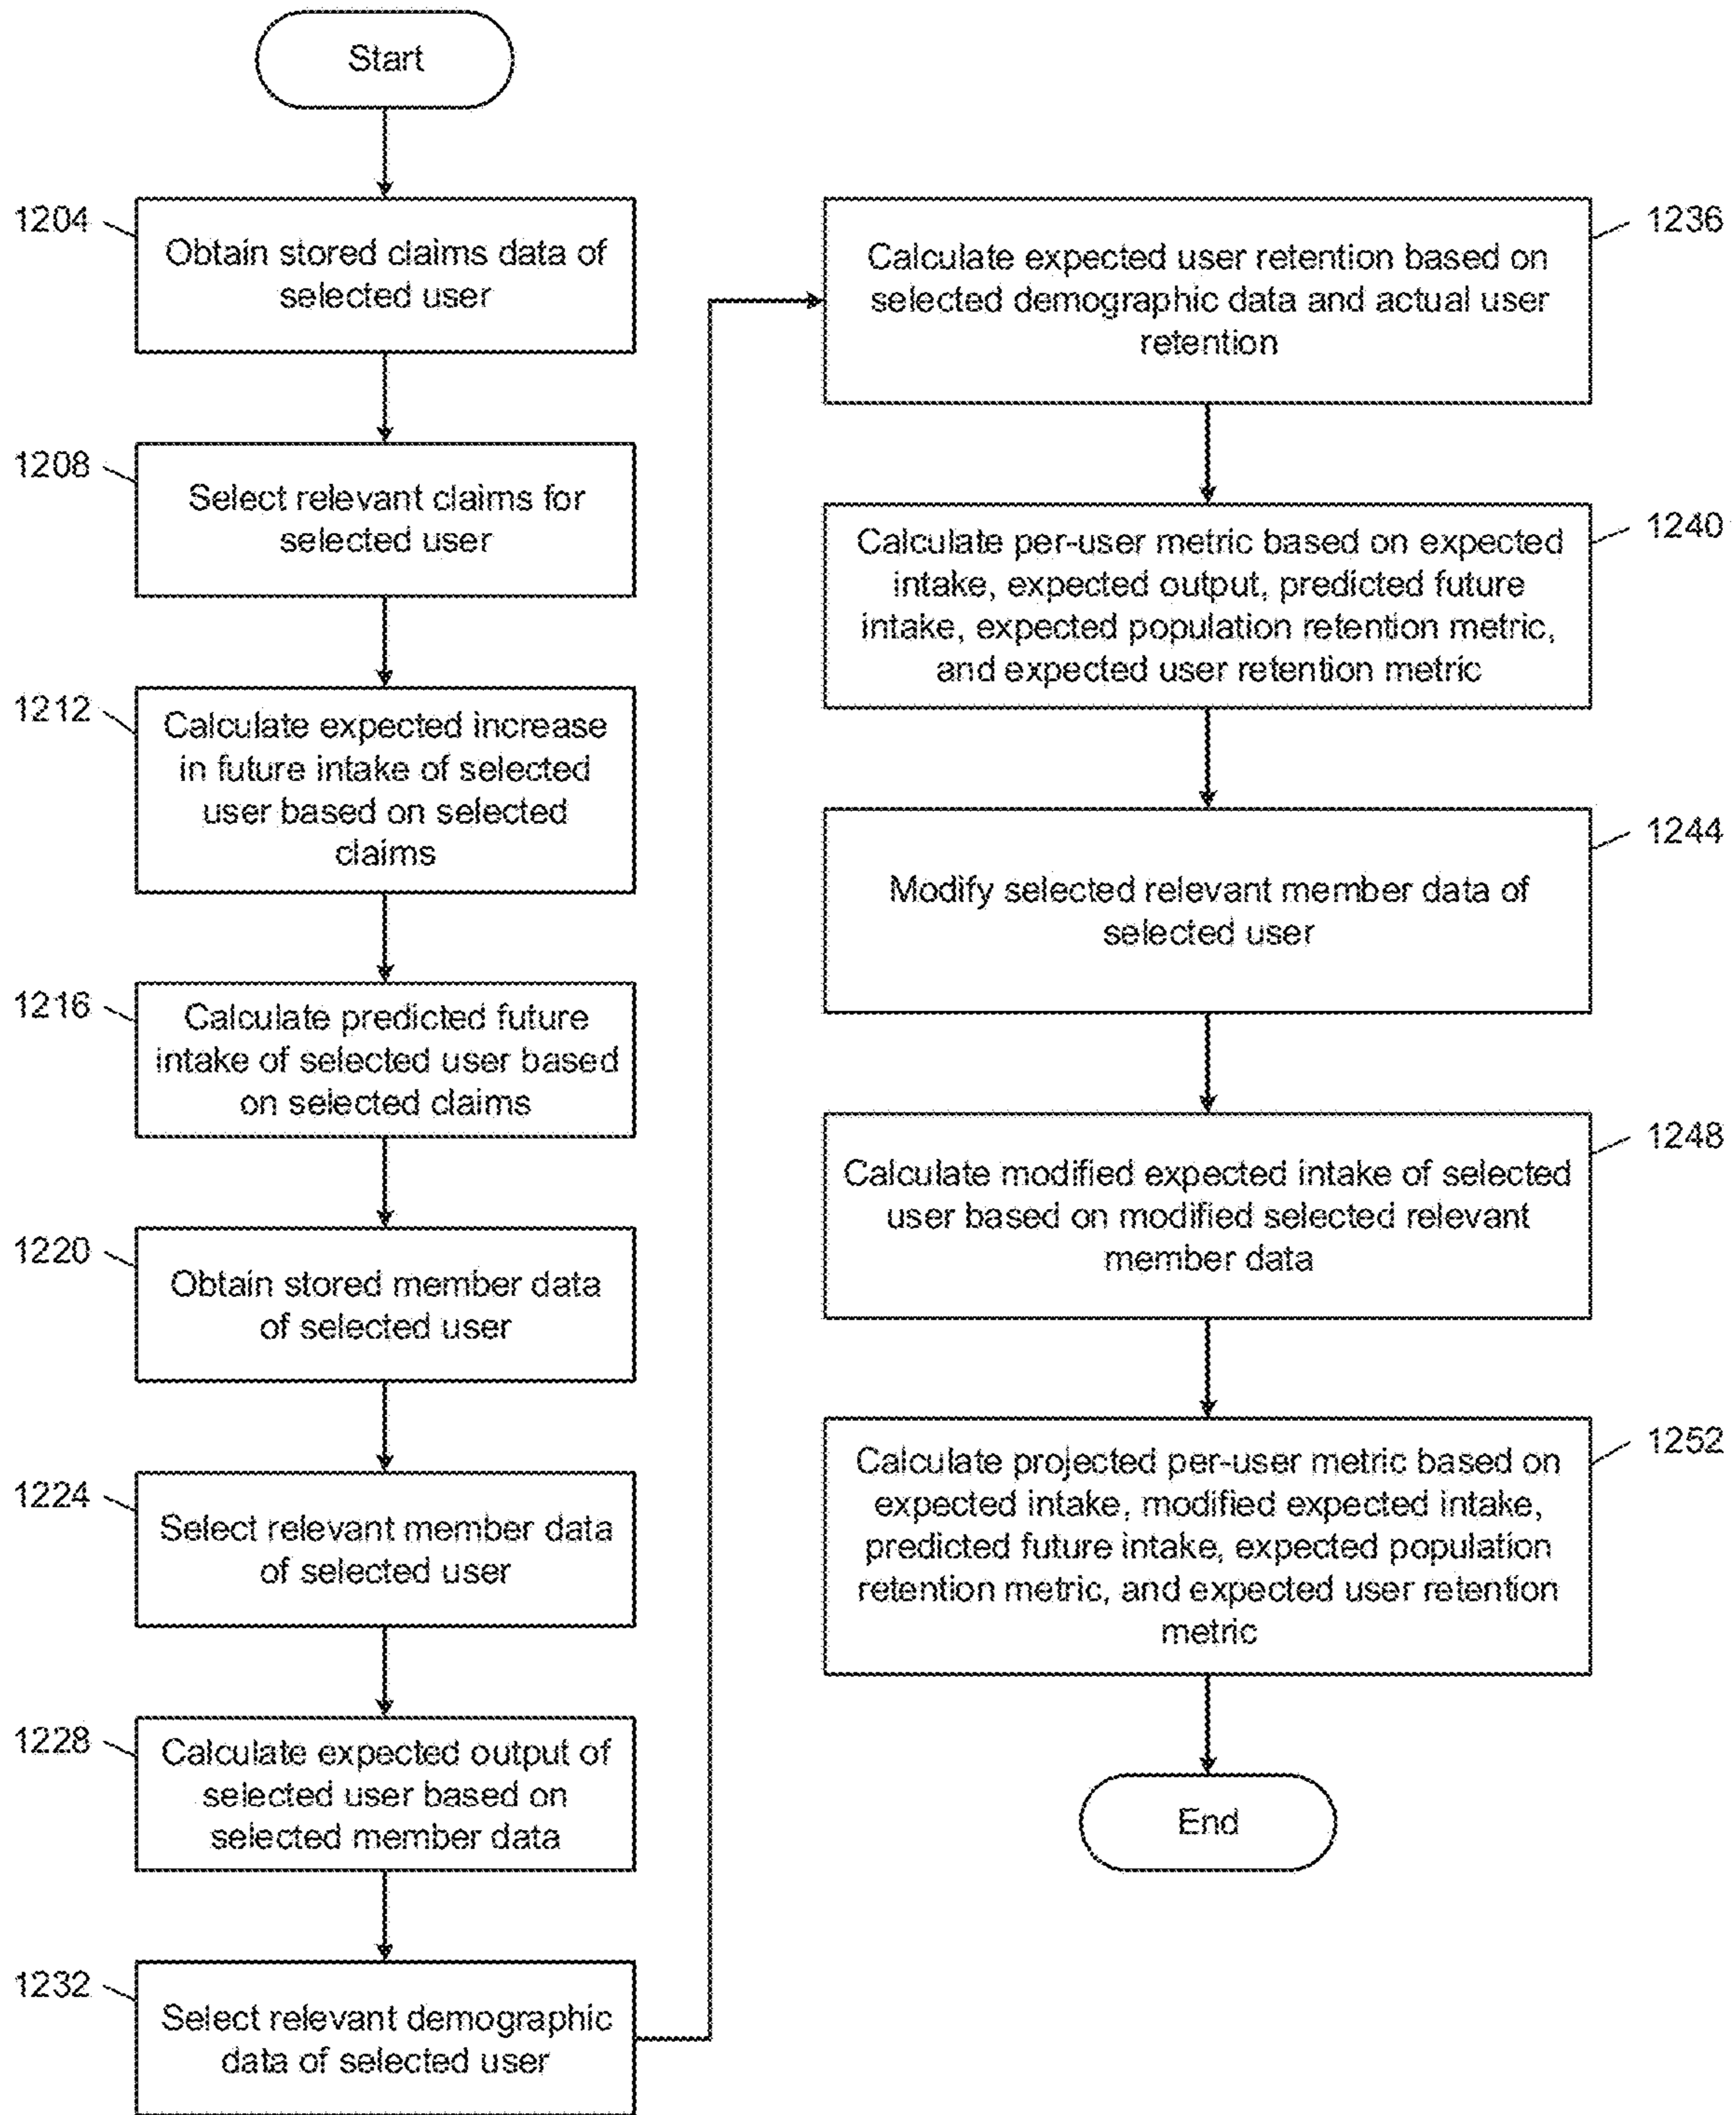 Start
1204
Obtain stored claims data of
selected user
1208
Select relevant claims for
selected user
1212
Calculate expected increase
in future intake of selected
user based on selected
claims
1216
Calculate predicted future
intake of selected user based
on selected claims
1220
Obtain stored member data
of selected user
1224
Select relevant member data
of selected user
1228
Calculate expected output of
selected user based on
selected member data
1232
Select relevant demographic
data of selected user
1236
Calculate expected user retention based on
selected demographic data and actual user
retention
1240
Calculate per-user metric based on expected
intake, expected output, predicted future
intake, expected population retention metric,
and expected user retention metric
1244
Modify selected relevant member data of
selected user
1248
Calculate modified expected intake of selected
user based on modified selected relevant
member data
1252
Calculate projected per-user metric based on
expected intake, modified expected intake,
predicted future intake, expected population
retention metric, and expected user retention
metric
End